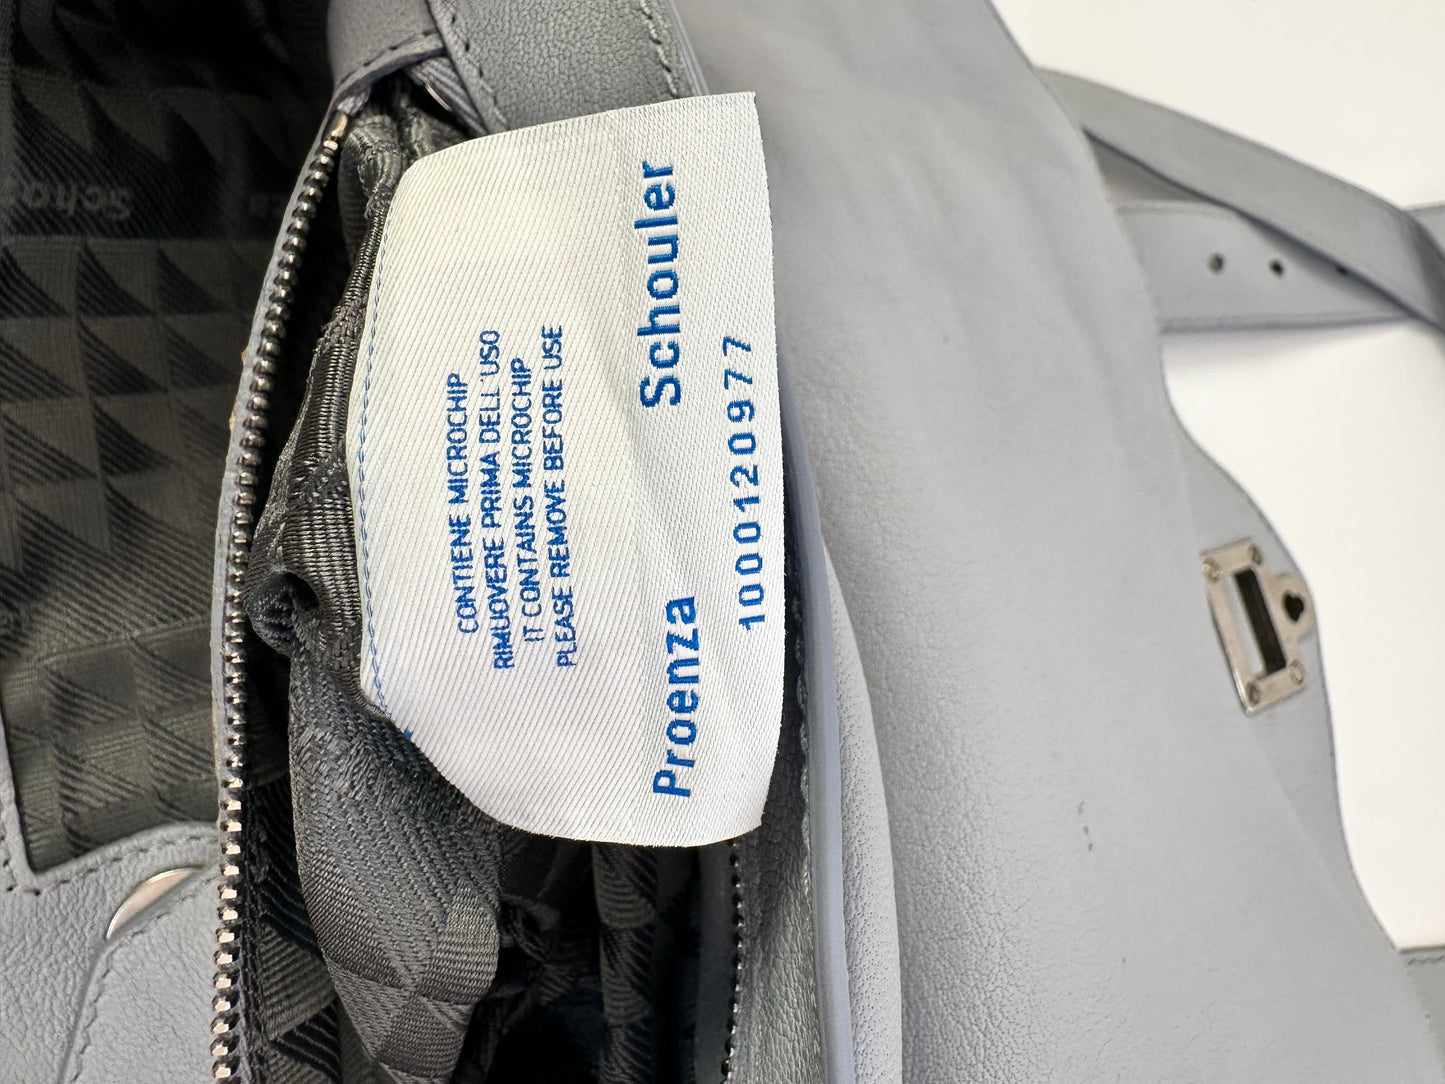 CONTIENE MICROCHIP
RIMUOVERE PRIMA DELL'USO
IT CONTAINS MICROCHIP
PLEASE REMOVE BEFORE USE
Proenza Schouler
1000120977